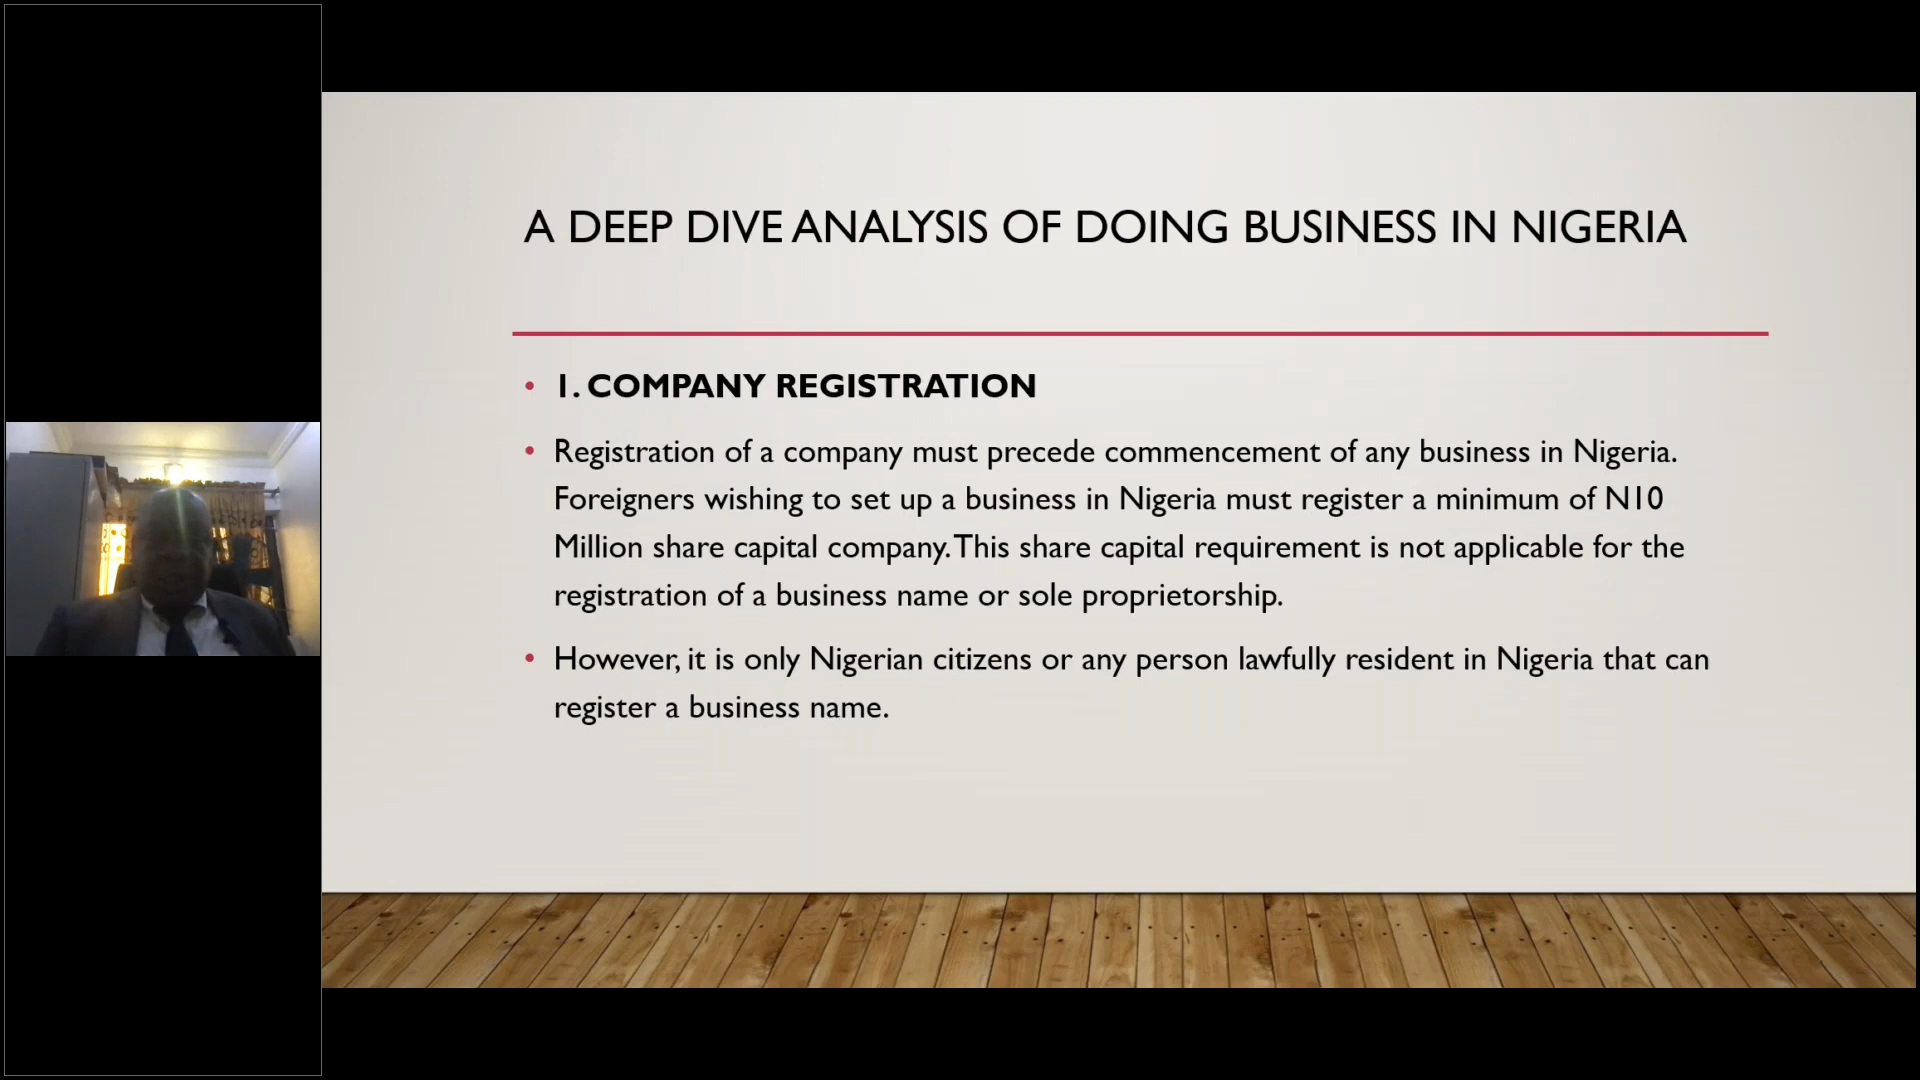 A DEEP DIVE ANALYSIS OF DOING BUSINESS IN NIGERIA
• 1. COMPANY REGISTRATION
• Registration of a company must precede commencement of any business in Nigeria.
Foreigners wishing to set up a business in Nigeria must register a minimum of N10
Million share capital company. This share capital requirement is not applicable for the
registration of a business name or sole proprietorship.
• However, it is only Nigerian citizens or any person lawfully resident in Nigeria that can
register a business name.